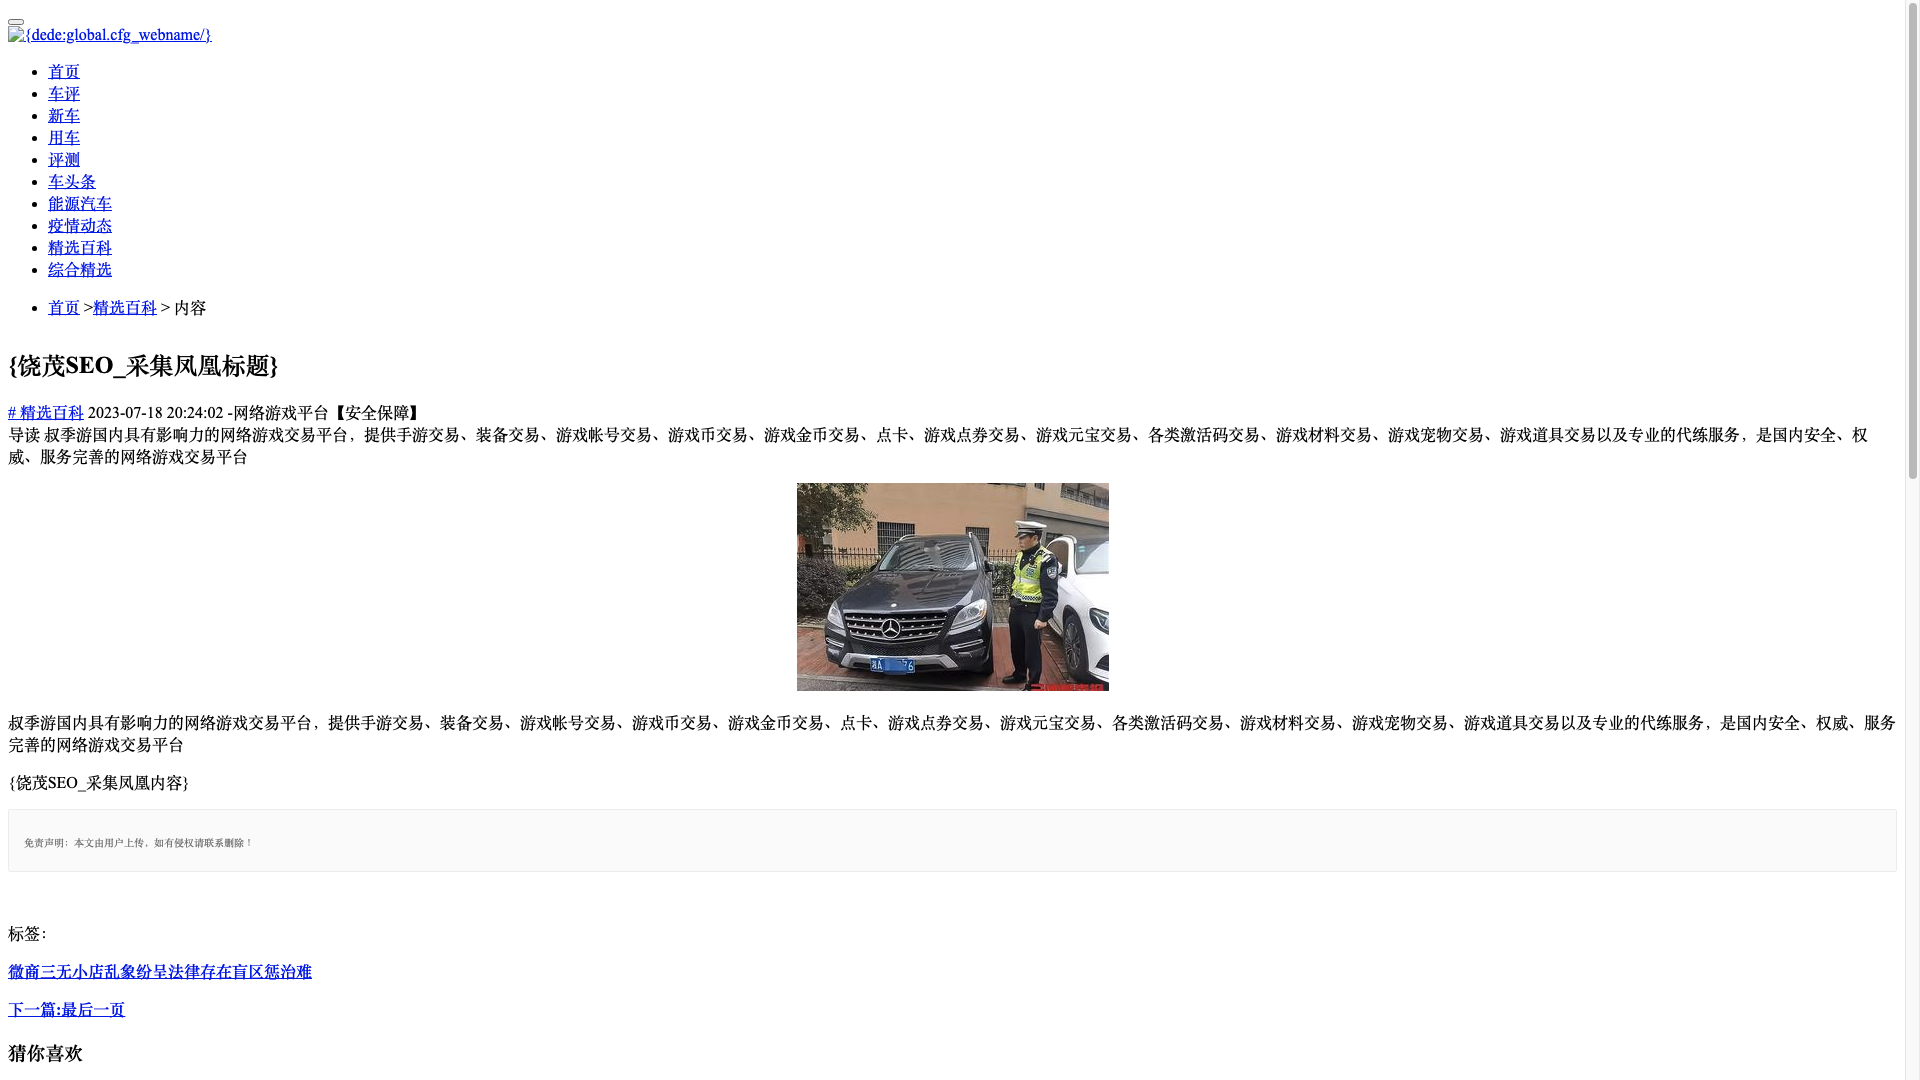 {dede:global.cfg_webname/}
首页
车评
新车
用车
评测
车头条
能源汽车
疫情动态
精选百科
综合精选
首页 >精选百科 > 内容
{饶茂SEO_采集凤凰标题}
# 精选百科 2023-07-18 20:24:02 -网络游戏平台【安全保障】
导读 叔季游国内具有影响力的网络游戏交易平台，提供手游交易、装备交易、游戏帐号交易、游戏币交易、游戏金币交易、点卡、游戏点券交易、游戏元宝交易、各类激活码交易、游戏材料交易、游戏宠物交易、游戏道具交易以及专业的代练服务，是国内安全、权
威、服务完善的网络游戏交易平台
叔季游国内具有影响力的网络游戏交易平台，提供手游交易、装备交易、游戏帐号交易、游戏币交易、游戏金币交易、点卡、游戏点券交易、游戏元宝交易、各类激活码交易、游戏材料交易、游戏宠物交易、游戏道具交易以及专业的代练服务，是国内安全、权威、服务
完善的网络游戏交易平台
{饶茂SEO_采集凤凰内容}
免责声明：本文由用户上传，如有侵权请联系删除！
标签：
微商三无小店乱象纷呈法律存在盲区惩治难
下一篇:最后一页
猜你喜欢